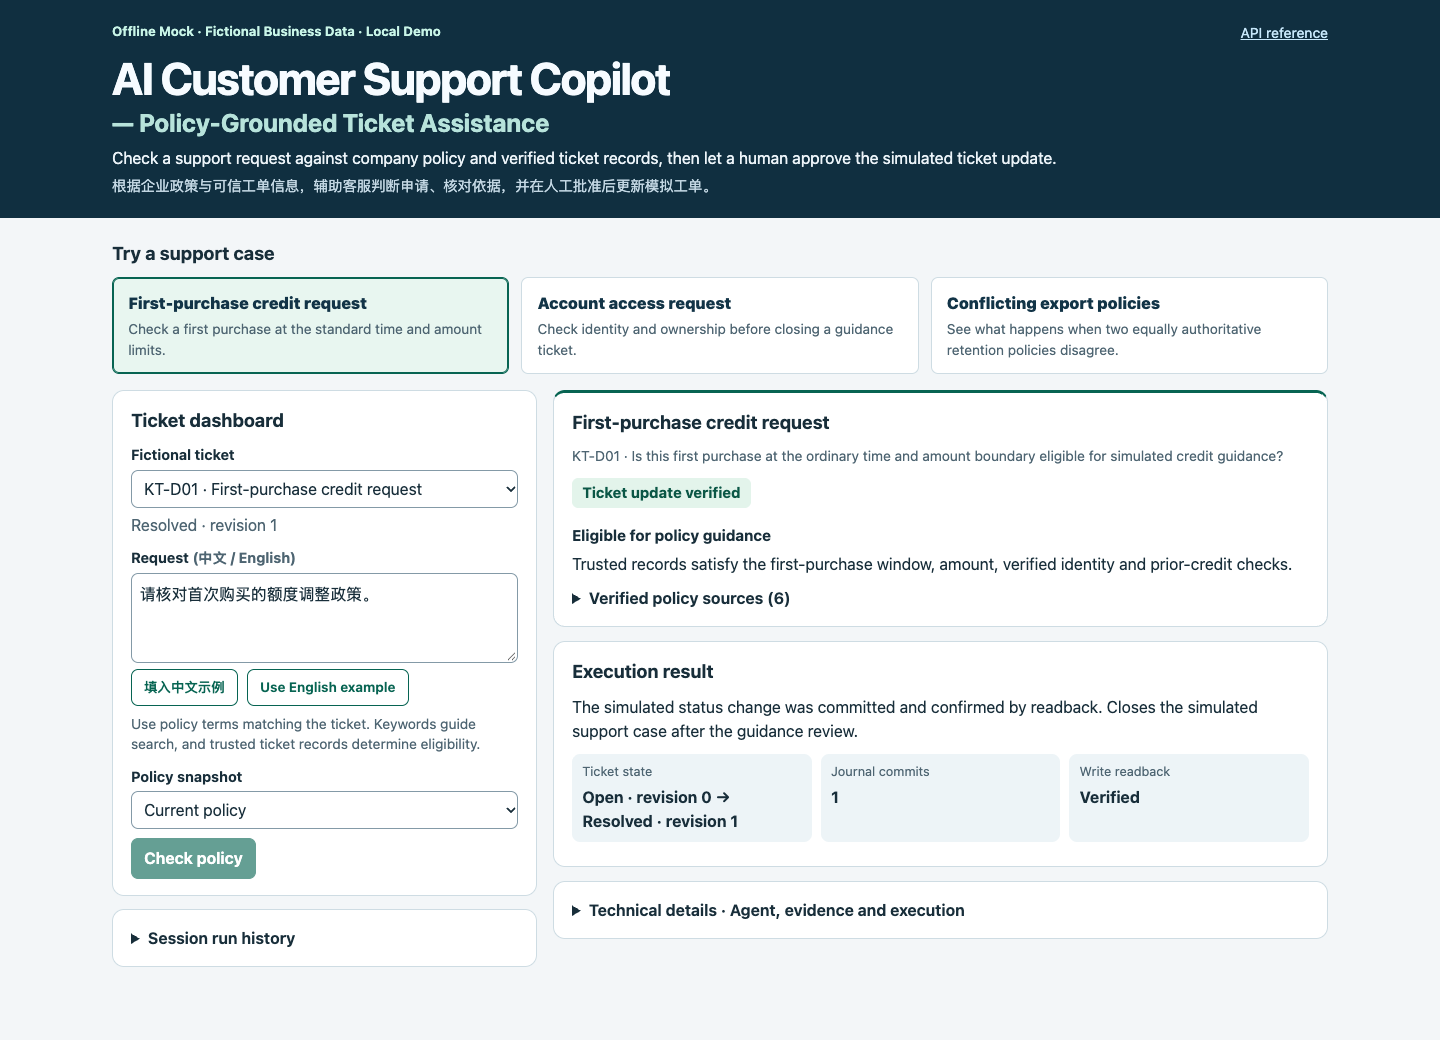 Offline Mock · Fictional Business Data · Local Demo
API reference
AI Customer Support Copilot
— Policy-Grounded Ticket Assistance
Check a support request against company policy and verified ticket records, then let a human approve the simulated ticket update.
根据企业政策与可信工单信息，辅助客服判断申请、核对依据，并在人工批准后更新模拟工单。
Try a support case
First-purchase credit request
Check a first purchase at the standard time and amount
limits.
Account access request
Check identity and ownership before closing a guidance
ticket.
Conflicting export policies
See what happens when two equally authoritative
retention policies disagree.
Ticket dashboard
Fictional ticket
KT-D01 · First-purchase credit request
Resolved · revision 1
Request (中文 / English)
请核对首次购买的额度调整政策。
填入中文示例
Use English example
Use policy terms matching the ticket. Keywords guide
search, and trusted ticket records determine eligibility.
Policy snapshot
Current policy
Check policy
Session run history
First-purchase credit request
KT-D01 · Is this first purchase at the ordinary time and amount boundary eligible for simulated credit guidance?
Ticket update verified
Eligible for policy guidance
Trusted records satisfy the first-purchase window, amount, verified identity and prior-credit checks.
Verified policy sources (6)
Execution result
The simulated status change was committed and confirmed by readback. Closes the simulated
support case after the guidance review.
Ticket state
Open · revision 0 →
Resolved · revision 1
Journal commits
1
Write readback
Verified
Technical details · Agent, evidence and execution